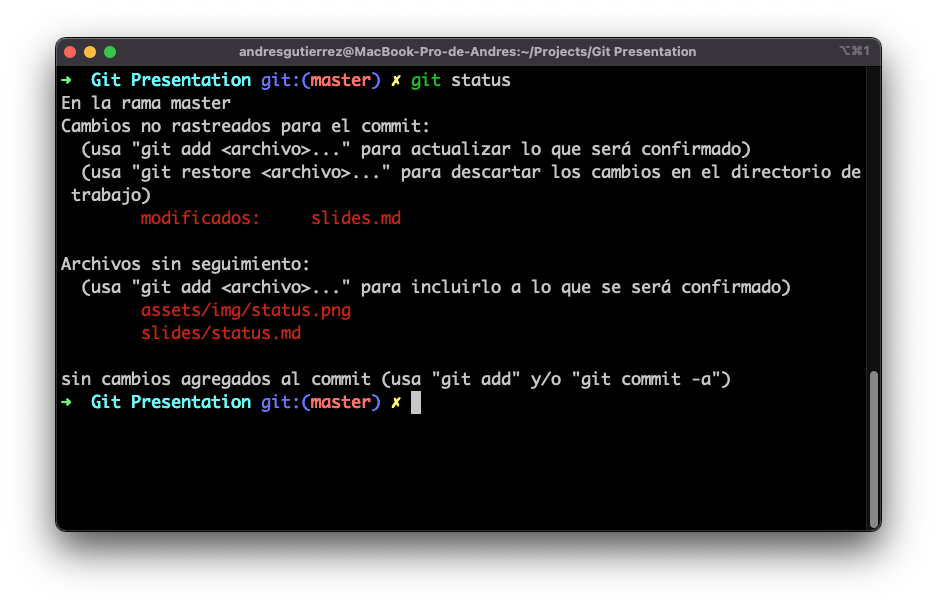 andresgutierrez@MacBook-Pro-de-Andres:~/Projects/Git Presentation ⌥⌘1
➜  Git Presentation git:(master) ✗ git status
En la rama master
Cambios no rastreados para el commit:
  (usa "git add <archivo>..." para actualizar lo que será confirmado)
  (usa "git restore <archivo>..." para descartar los cambios en el directorio de
 trabajo)
        modificados:     slides.md
Archivos sin seguimiento:
  (usa "git add <archivo>..." para incluirlo a lo que se será confirmado)
        assets/img/status.png
        slides/status.md
sin cambios agregados al commit (usa "git add" y/o "git commit -a")
➜  Git Presentation git:(master) ✗